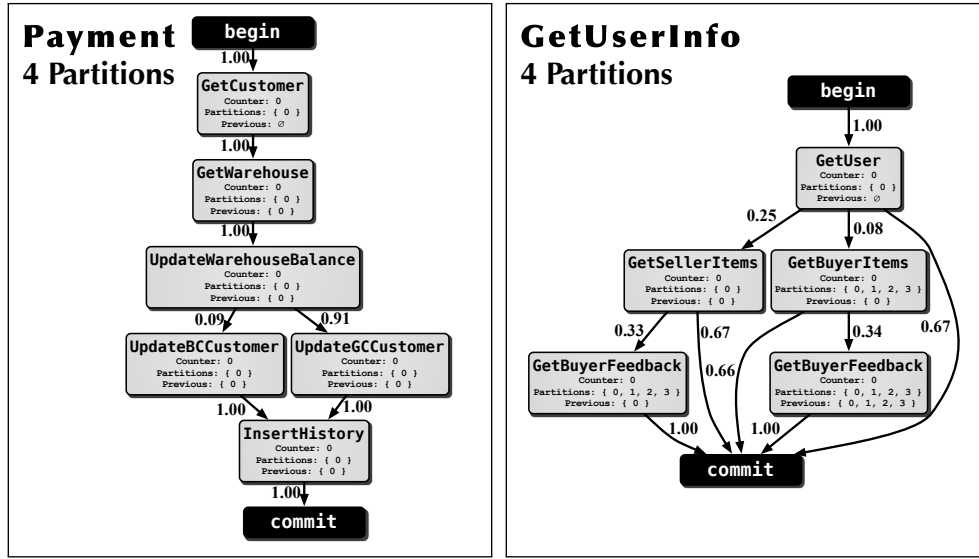 Payment
4 Partitions
begin
1.00
GetCustomer
Counter: 0
Partitions: { 0 }
Previous: ∅
1.00
GetWarehouse
Counter: 0
Partitions: { 0 }
Previous: { 0 }
1.00
UpdateWarehouseBalance
Counter: 0
Partitions: { 0 }
Previous: { 0 }
0.09 0.91
UpdateBCCustomer
Counter: 0
Partitions: { 0 }
Previous: { 0 }
UpdateGCCustomer
Counter: 0
Partitions: { 0 }
Previous: { 0 }
1.00 1.00
InsertHistory
Counter: 0
Partitions: { 0 }
Previous: { 0 }
1.00
commit
GetUserInfo
4 Partitions
begin
1.00
GetUser
Counter: 0
Partitions: { 0 }
Previous: ∅
0.25 0.08 0.67
GetSellerItems
Counter: 0
Partitions: { 0 }
Previous: { 0 }
GetBuyerItems
Counter: 0
Partitions: { 0, 1, 2, 3 }
Previous: { 0 }
0.33 0.67 0.66 0.34
GetBuyerFeedback
Counter: 0
Partitions: { 0, 1, 2, 3 }
Previous: { 0 }
GetBuyerFeedback
Counter: 0
Partitions: { 0, 1, 2, 3 }
Previous: { 0, 1, 2, 3 }
1.00 1.00
commit